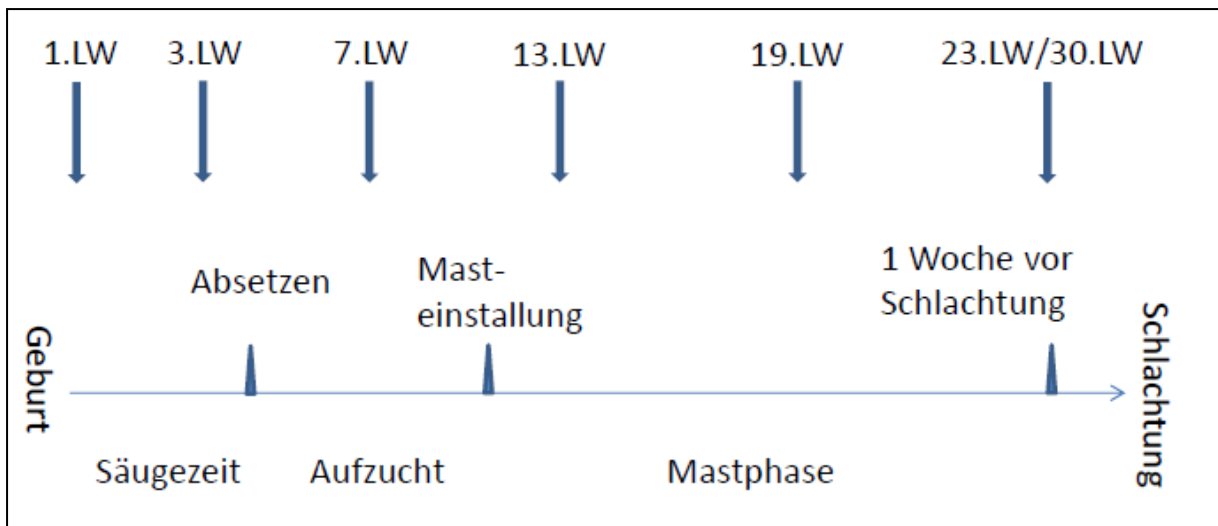 1.LW 3.LW 7.LW 13.LW 19.LW 23.LW/30.LW
Absetzen
Mast-
einstallung
1 Woche vor
Schlachtung
Geburt
Schlachtung
Säugezeit Aufzucht Mastphase